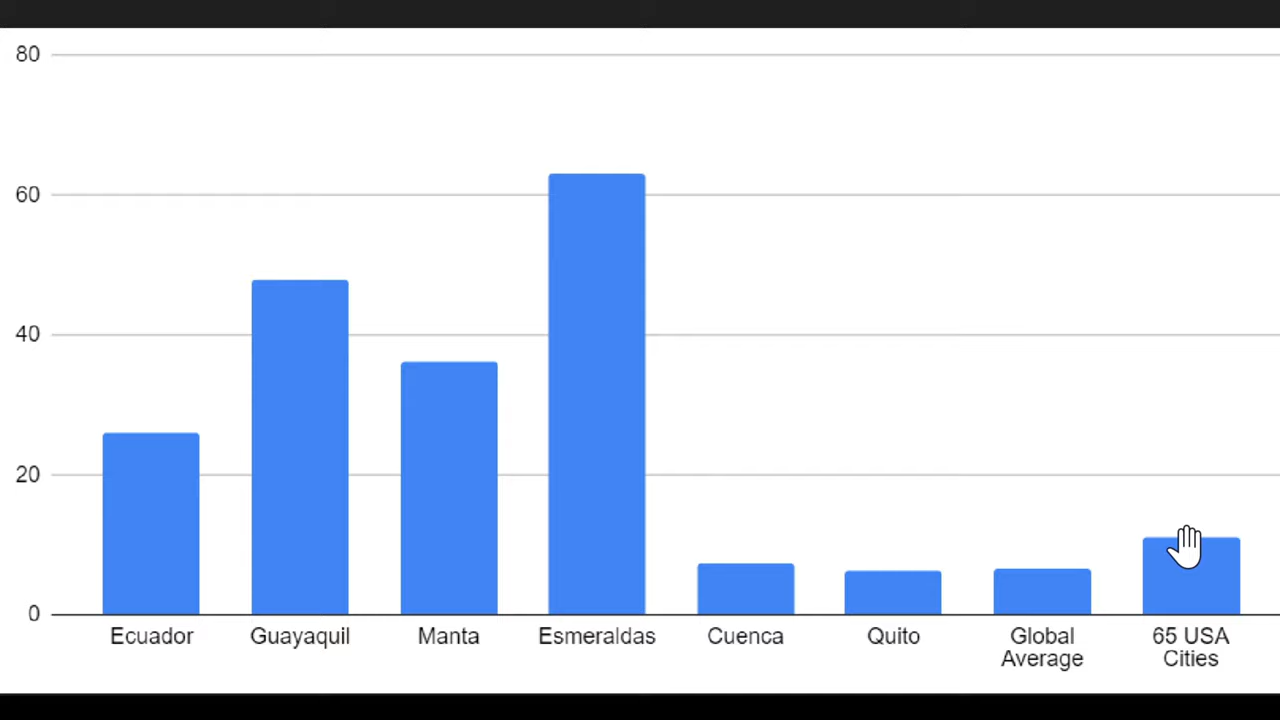 80
60
40
20
0
Ecuador
Guayaquil
Manta
Esmeraldas
Cuenca
Quito
Global
Average
65 USA
Cities